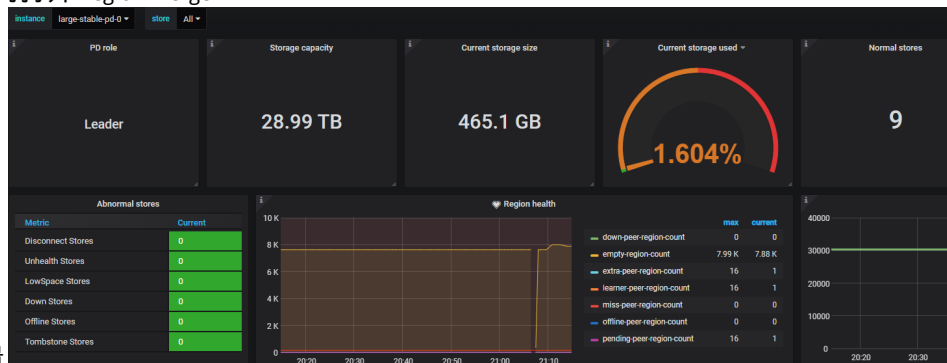 instance large-stable-pd-0 store All
PD role
Leader
Storage capacity
28.99 TB
Current storage size
465.1 GB
Current storage used
1.604%
Normal stores
9
Abnormal stores
Metric Current
Disconnect Stores 0
Unhealth Stores 0
LowSpace Stores 0
Down Stores 0
Offline Stores 0
Tombstone Stores 0
Region health
10 K
8 K
6 K
4 K
2 K
0
20:20 20:30 20:40 20:50 21:00 21:10
max current
down-peer-region-count 0 0
empty-region-count 7.99 K 7.88 K
extra-peer-region-count 16 1
learner-peer-region-count 16 1
miss-peer-region-count 0 0
offline-peer-region-count 0 0
pending-peer-region-count 16 1
40000
30000
20000
10000
0
20:20 20:30